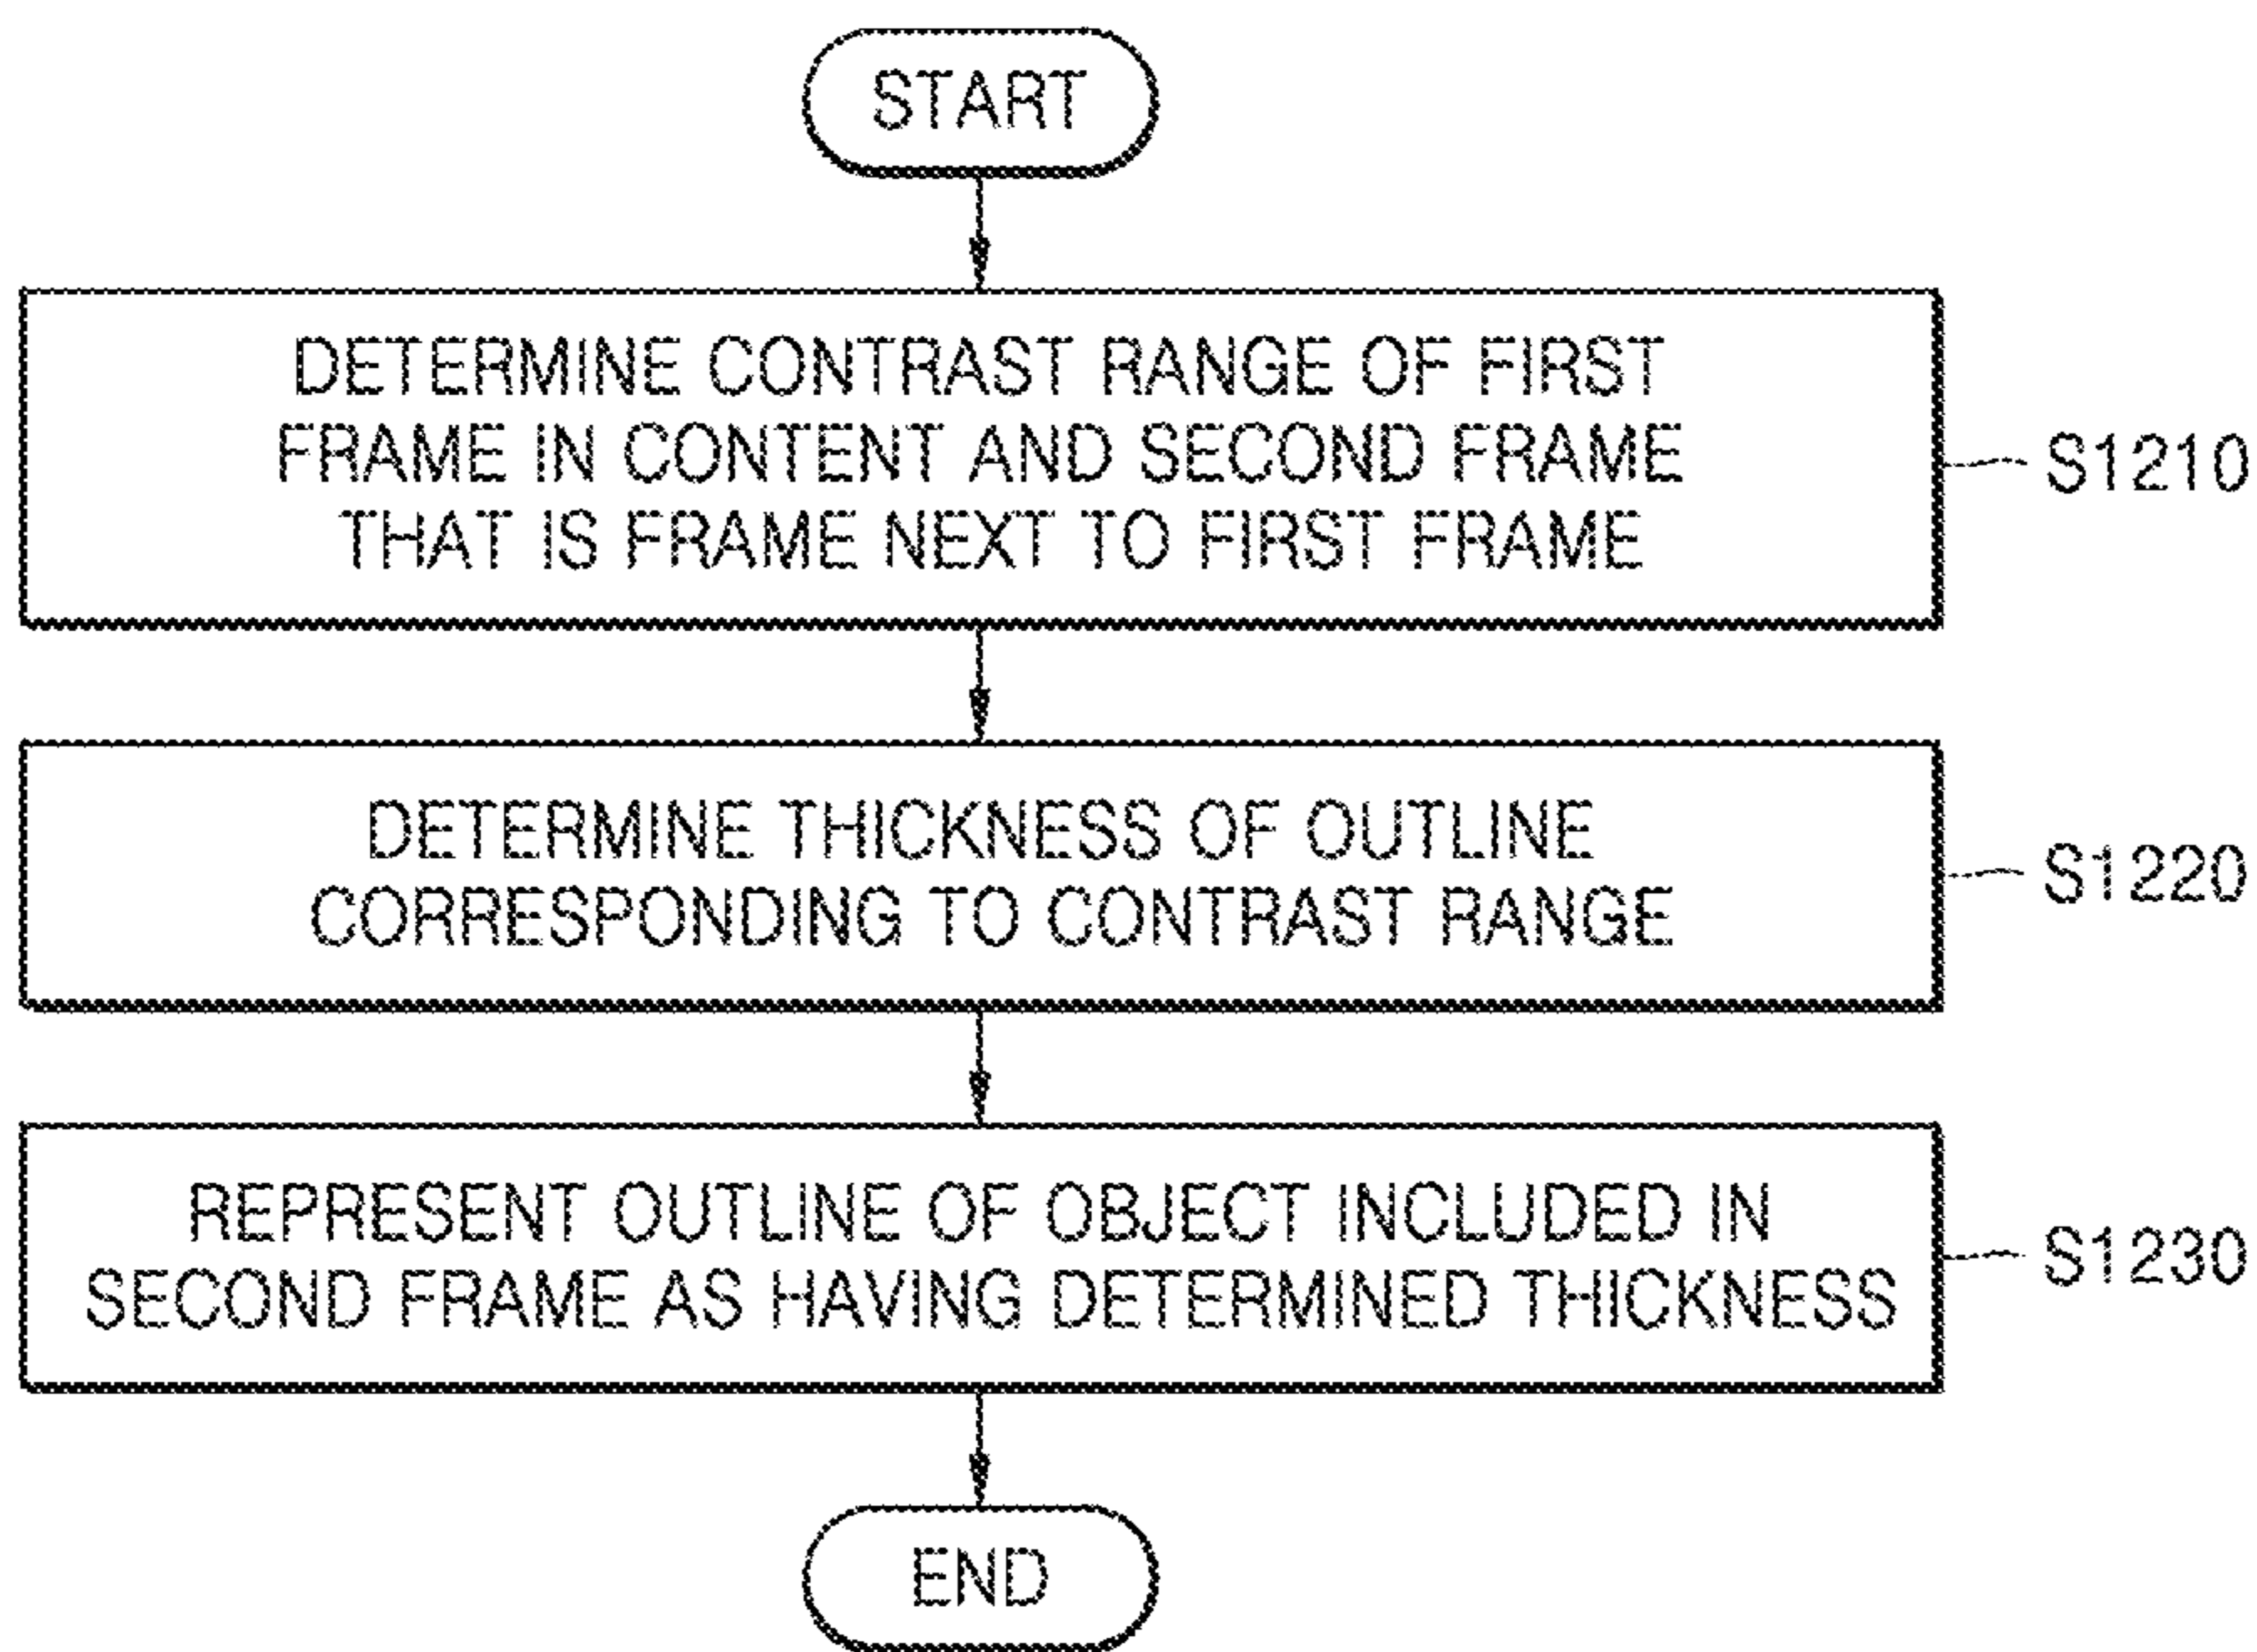 START
DETERMINE CONTRAST RANGE OF FIRST
FRAME IN CONTENT AND SECOND FRAME
THAT IS FRAME NEXT TO FIRST FRAME
S1210
DETERMINE THICKNESS OF OUTLINE
CORRESPONDING TO CONTRAST RANGE
S1220
REPRESENT OUTLINE OF OBJECT INCLUDED IN
SECOND FRAME AS HAVING DETERMINED THICKNESS
S1230
END